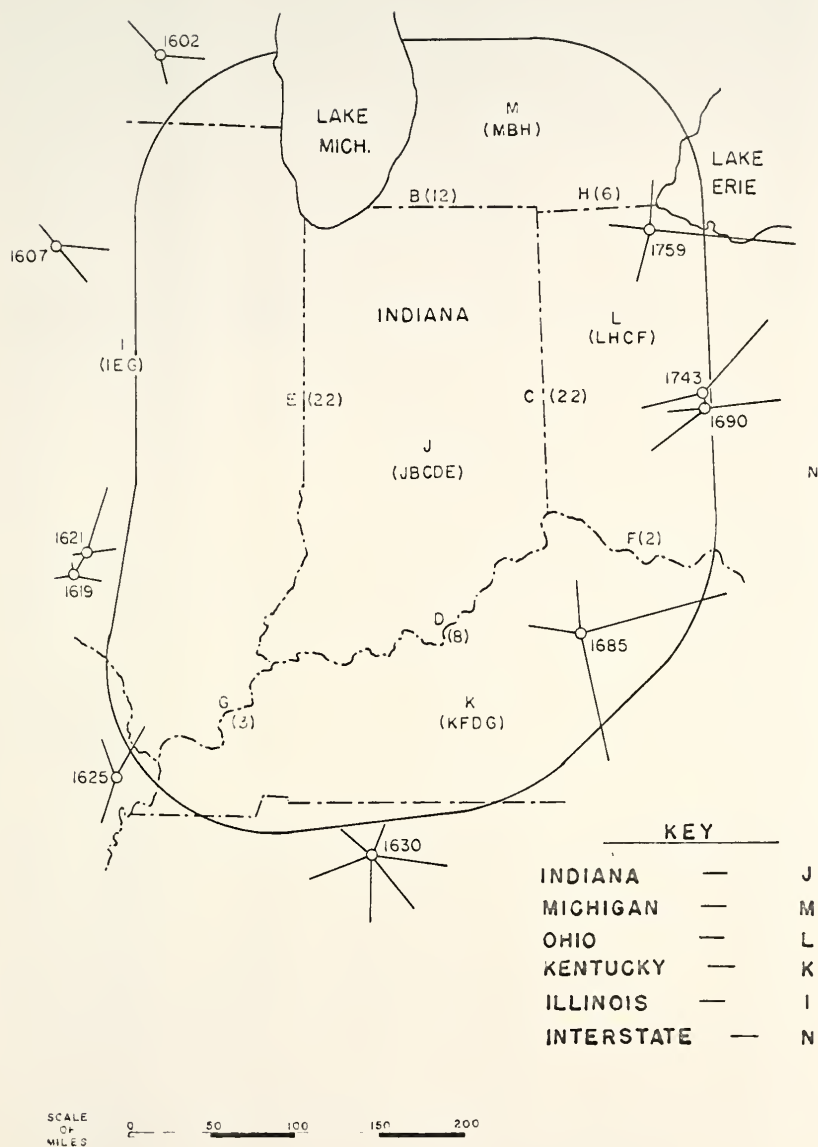 1602
LAKE
MICH.
M
(MBH)
LAKE
ERIE
B(12)
H(6)
1607
1759
INDIANA
L
(LHCF)
I
(IEG)
1743
E(22)
C(22)
1690
J
(JBCDE)
N
1621
F(2)
1619
D
(8)
1685
G
(3)
K
(KFDG)
1625
1630
KEY
INDIANA — J
MICHIGAN — M
OHIO — L
KENTUCKY — K
ILLINOIS — I
INTERSTATE — N
SCALE
OF
MILES
0 50 100 150 200